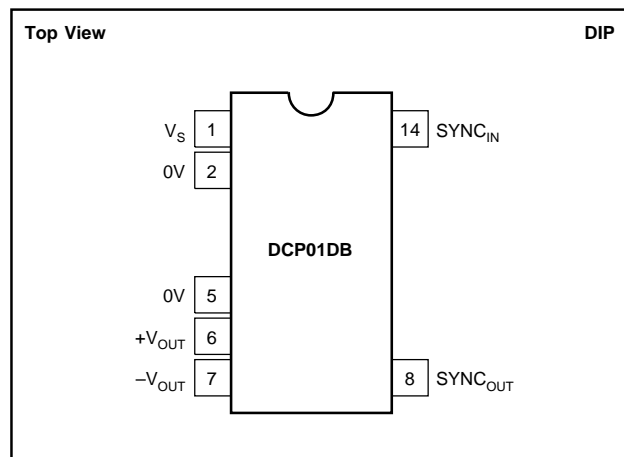 Top View DIP
V_S 1 14 SYNC_IN
0V 2
DCP01DB
0V 5
+V_OUT 6
–V_OUT 7 8 SYNC_OUT